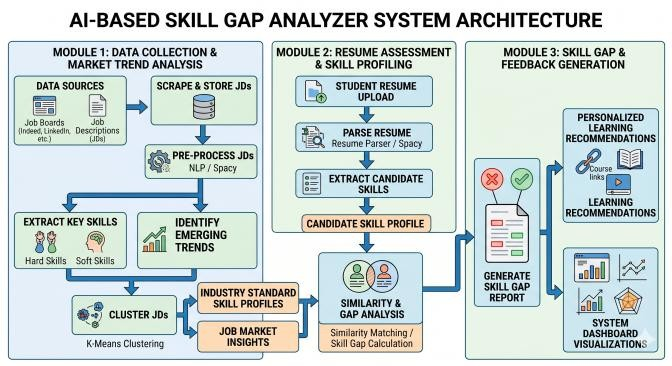 AI-BASED SKILL GAP ANALYZER SYSTEM ARCHITECTURE
MODULE 1: DATA COLLECTION &
MARKET TREND ANALYSIS
DATA SOURCES
Job Boards
(Indeed, LinkedIn,
etc.)
Job
Descriptions
(JDs)
SCRAPE & STORE JDs
PRE-PROCESS JDs
NLP / Spacy
EXTRACT KEY SKILLS
Hard Skills
Soft Skills
IDENTIFY
EMERGING
TRENDS
CLUSTER JDs
K-Means Clustering
INDUSTRY STANDARD
SKILL PROFILES
JOB MARKET
INSIGHTS
MODULE 2: RESUME ASSESSMENT
& SKILL PROFILING
STUDENT RESUME
UPLOAD
PARSE RESUME
Resume Parser / Spacy
EXTRACT CANDIDATE
SKILLS
CANDIDATE SKILL PROFILE
SIMILARITY &
GAP ANALYSIS
Similarity Matching /
Skill Gap Calculation
MODULE 3: SKILL GAP &
FEEDBACK GENERATION
GENERATE
SKILL GAP
REPORT
PERSONALIZED
LEARNING
RECOMMENDATIONS
Course
links
LEARNING
RECOMMENDATIONS
SYSTEM
DASHBOARD
VISUALIZATIONS